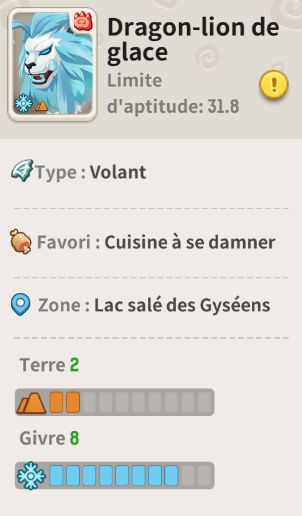 Dragon-lion de
glace
Limite
d'aptitude: 31.8
Type : Volant
Favori : Cuisine à se damner
Zone : Lac salé des Gyséens
Terre 2
Givre 8